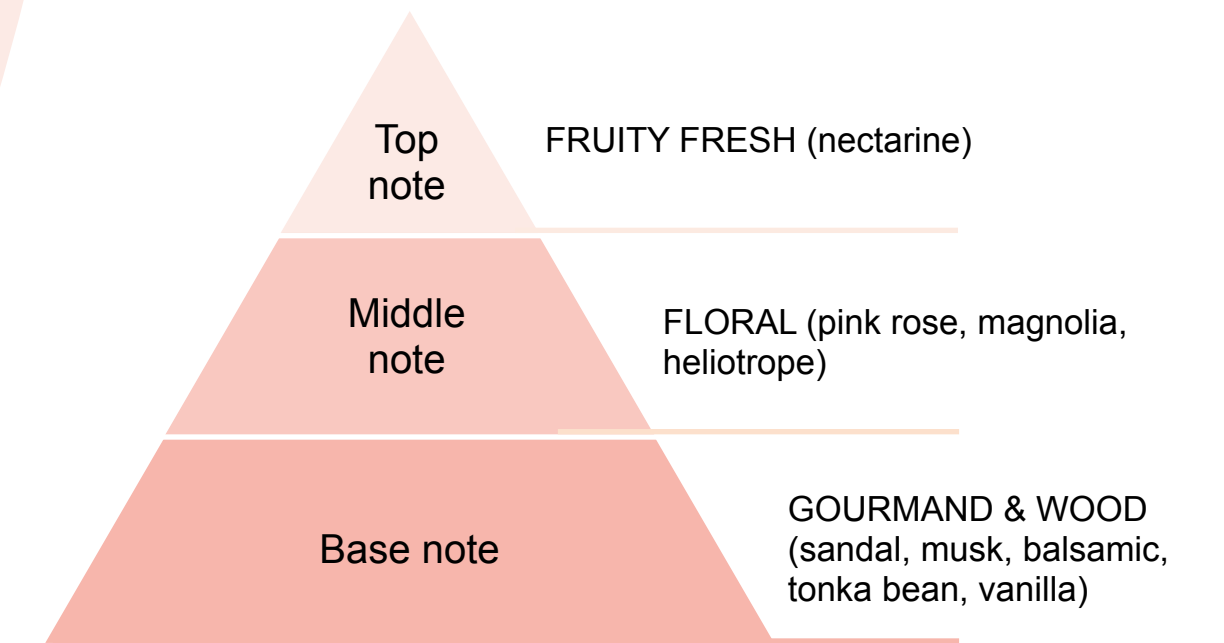 Top
note
FRUITY FRESH (nectarine)
Middle
note
FLORAL (pink rose, magnolia,
heliotrope)
Base note
GOURMAND & WOOD
(sandal, musk, balsamic,
tonka bean, vanilla)